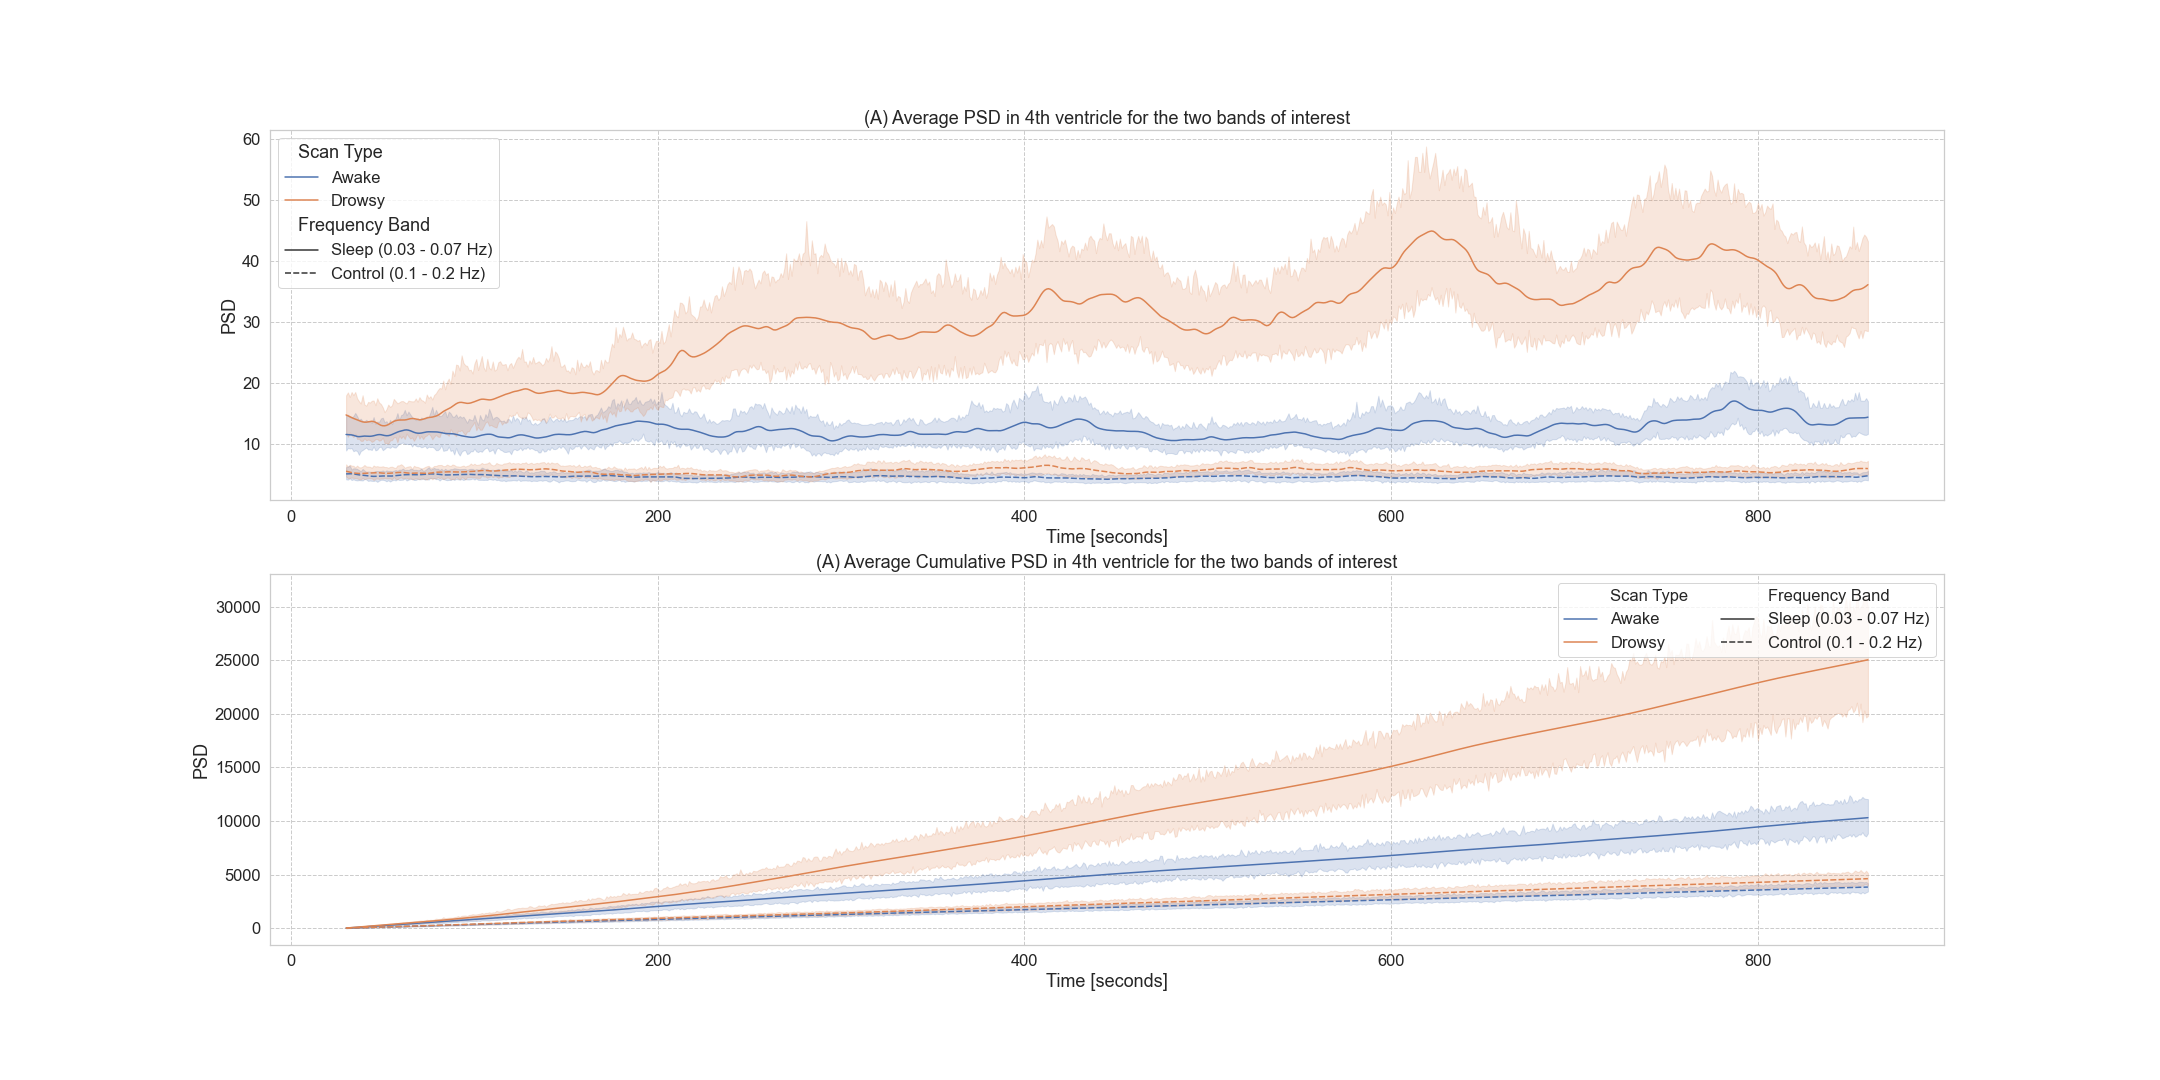 (A) Average PSD in 4th ventricle for the two bands of interest
60
50
40
30
20
10
PSD
Scan Type
Awake
Drowsy
Frequency Band
Sleep (0.03 - 0.07 Hz)
Control (0.1 - 0.2 Hz)
0 200 400 600 800
Time [seconds]
(A) Average Cumulative PSD in 4th ventricle for the two bands of interest
30000
25000
20000
15000
10000
5000
0
PSD
Scan Type Frequency Band
Awake Sleep (0.03 - 0.07 Hz)
Drowsy Control (0.1 - 0.2 Hz)
0 200 400 600 800
Time [seconds]